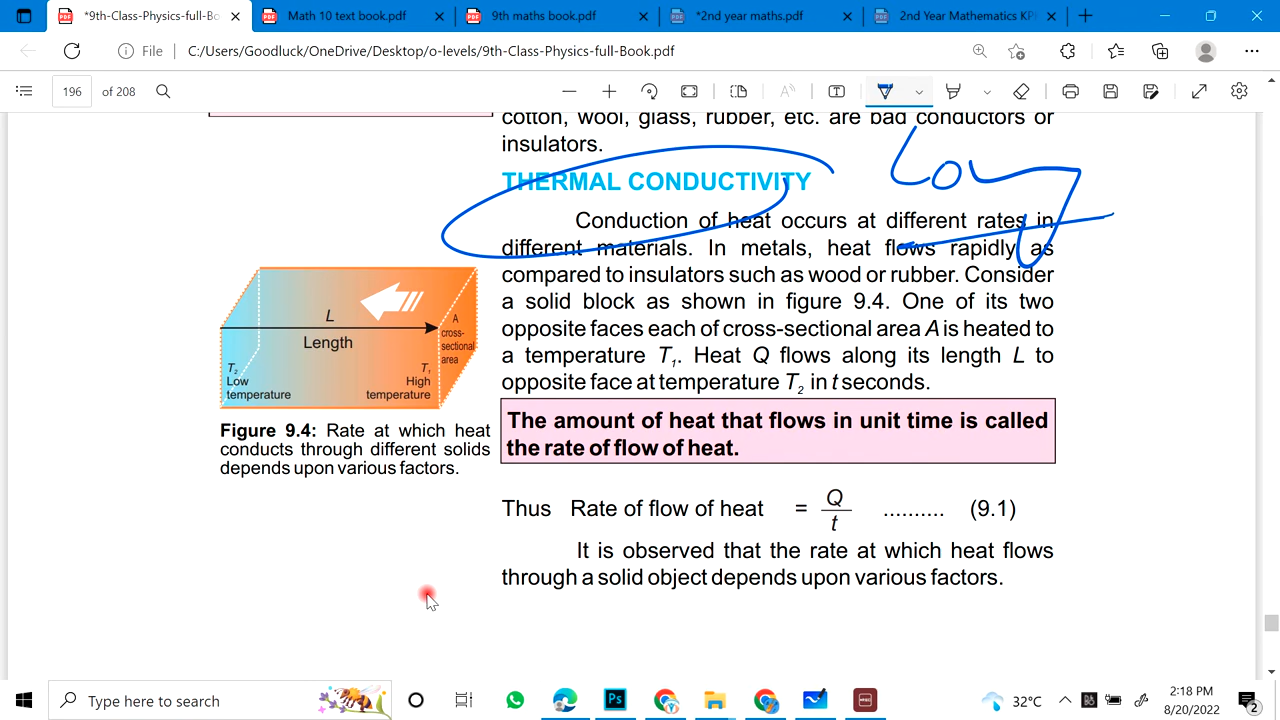 *9th-Class-Physics-full-Bo
Math 10 text book.pdf
9th maths book.pdf
*2nd year maths.pdf
2nd Year Mathematics KP
File
C:/Users/Goodluck/OneDrive/Desktop/o-levels/9th-Class-Physics-full-Book.pdf
196 of 208
cotton, wool, glass, rubber, etc. are bad conductors or
insulators.
THERMAL CONDUCTIVITY
Conduction of heat occurs at different rates in
different materials. In metals, heat flows rapidly as
compared to insulators such as wood or rubber. Consider
a solid block as shown in figure 9.4. One of its two
opposite faces each of cross-sectional area A is heated to
a temperature T₁. Heat Q flows along its length L to
opposite face at temperature T₂ in t seconds.
L
Length
A
cross-
sectional
area
T₂
Low
temperature
T₁
High
temperature
Figure 9.4: Rate at which heat
conducts through different solids
depends upon various factors.
The amount of heat that flows in unit time is called
the rate of flow of heat.
Thus Rate of flow of heat = Q/t .......... (9.1)
It is observed that the rate at which heat flows
through a solid object depends upon various factors.
Type here to search
32°C
2:18 PM
8/20/2022
2